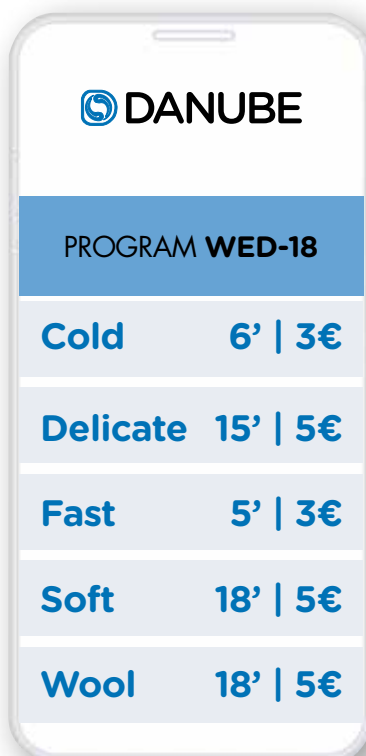 DANUBE
PROGRAM WED-18
Cold 6’ | 3€
Delicate 15’ | 5€
Fast 5’ | 3€
Soft 18’ | 5€
Wool 18’ | 5€